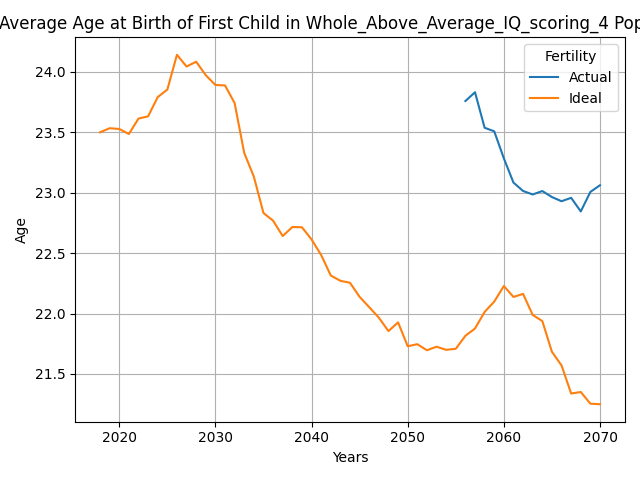 Average Age at Birth of First Child in Whole_Above_Average_IQ_scoring_4 Pop
Fertility
Actual
Ideal
24.0
23.5
23.0
22.5
22.0
21.5
Age
2020 2030 2040 2050 2060 2070
Years